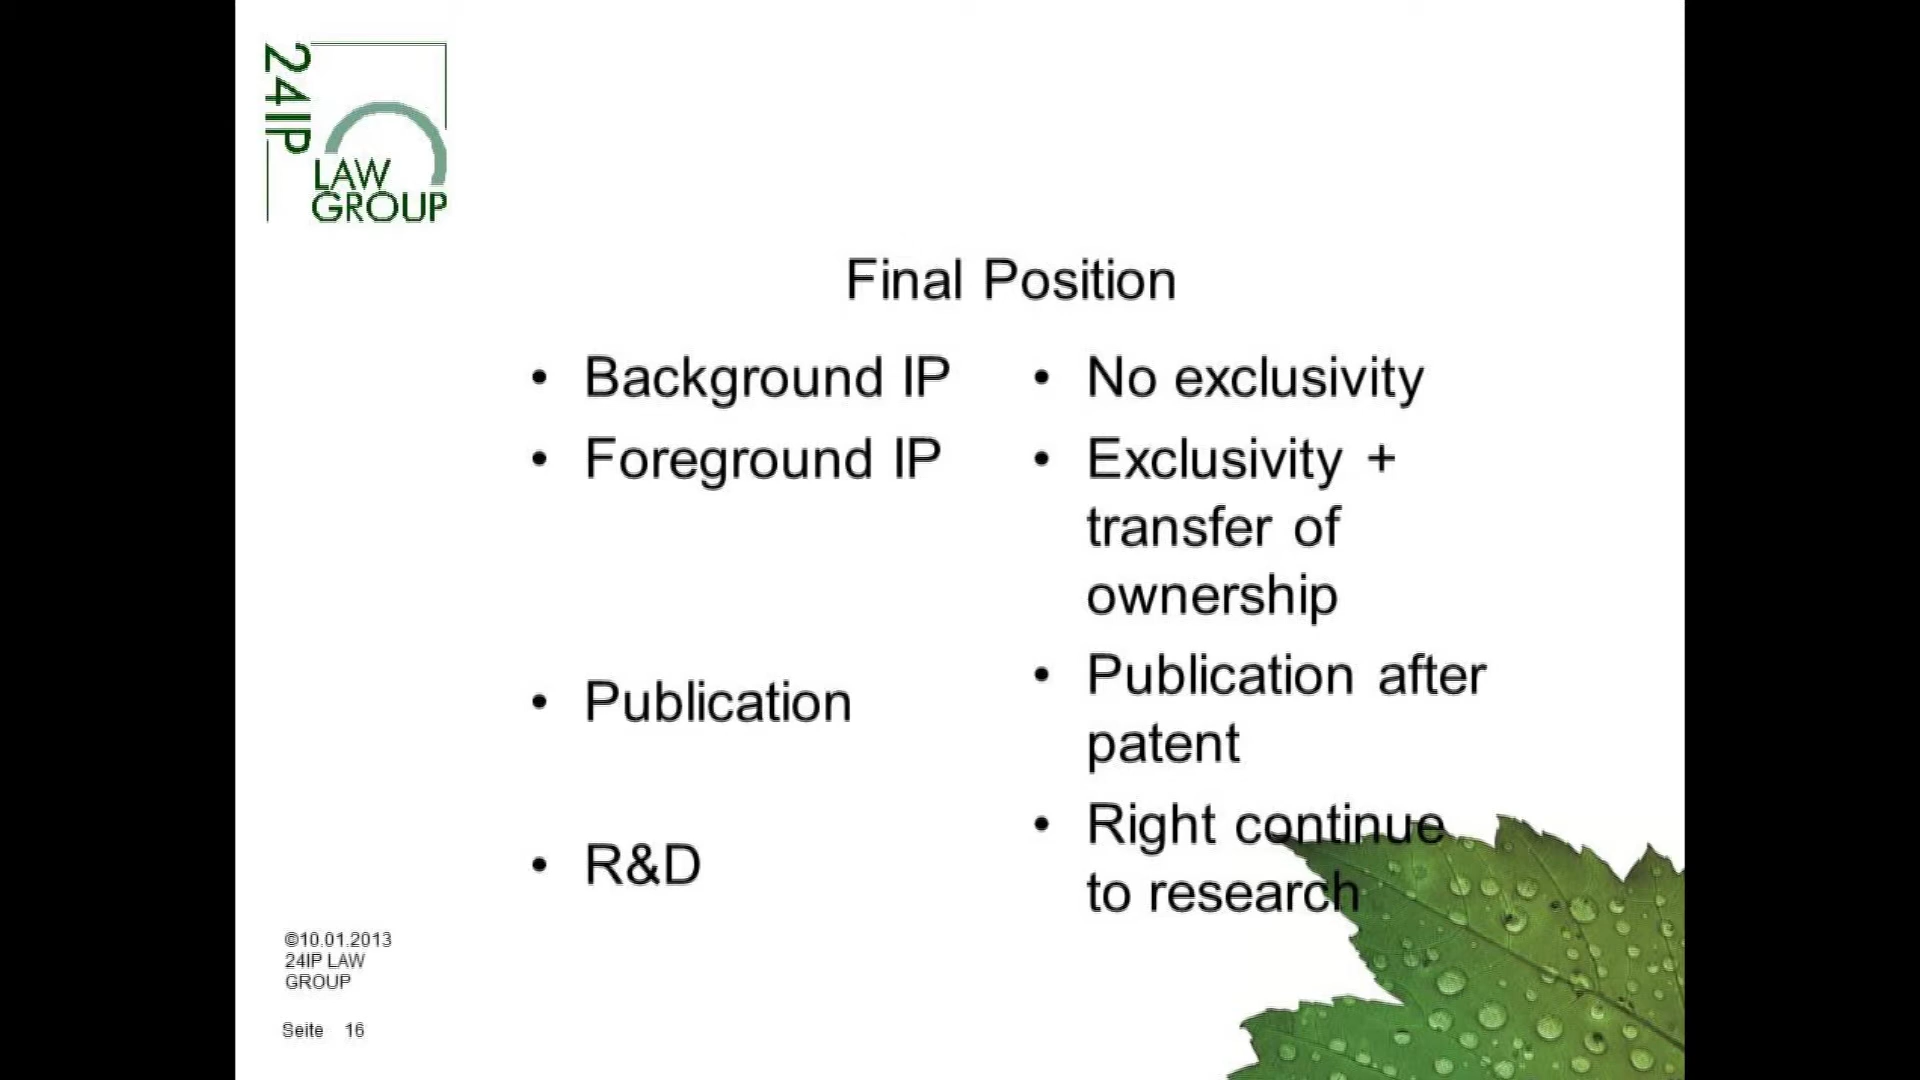 24IP
LAW
GROUP
Final Position
• Background IP
• Foreground IP
• Publication
• R&D
• No exclusivity
• Exclusivity +
transfer of
ownership
• Publication after
patent
• Right continue
to research
©10.01.2013
24IP LAW
GROUP
Seite 16